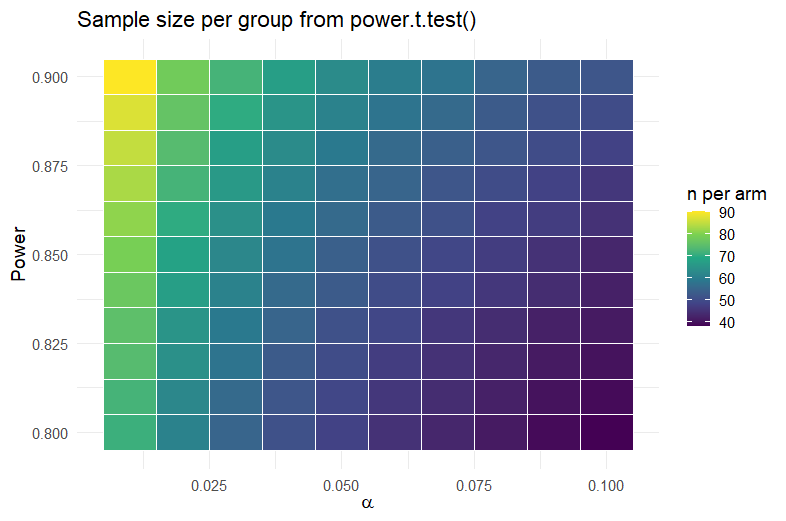 Sample size per group from power.t.test()
0.900
0.875
0.850
0.825
0.800
Power
0.025 0.050 0.075 0.100
α
n per arm
90
80
70
60
50
40